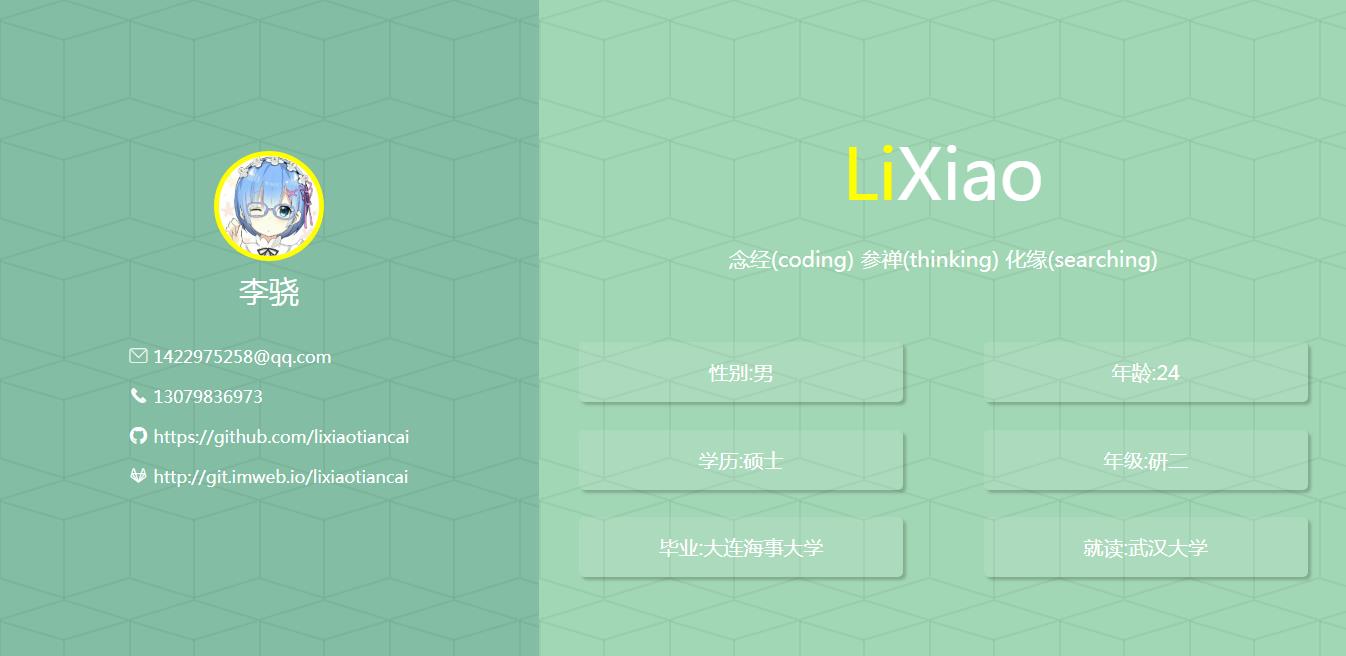 李骁
1422975258@qq.com
13079836973
https://github.com/lixiaotiancai
http://git.imweb.io/lixiaotiancai
LiXiao
念经(coding) 参禅(thinking) 化缘(searching)
性别:男
年龄:24
学历:硕士
年级:研二
毕业:大连海事大学
就读:武汉大学